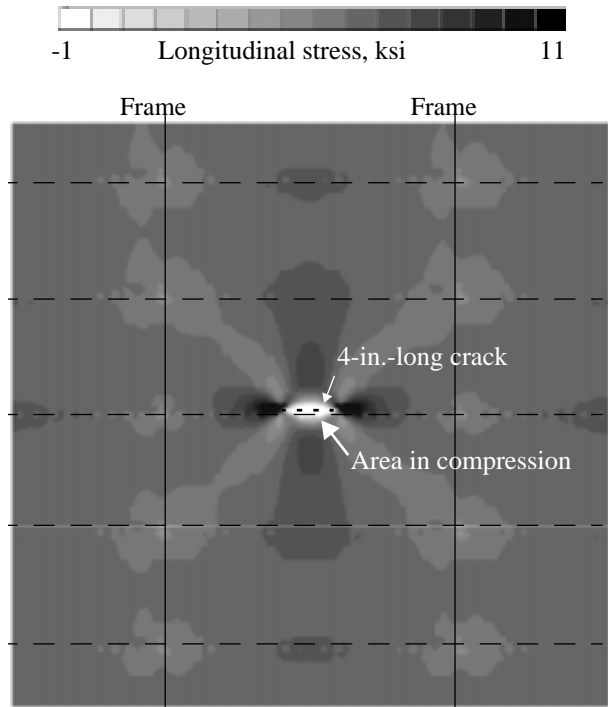 -1 Longitudinal stress, ksi 11
Frame Frame
4-in.-long crack
Area in compression